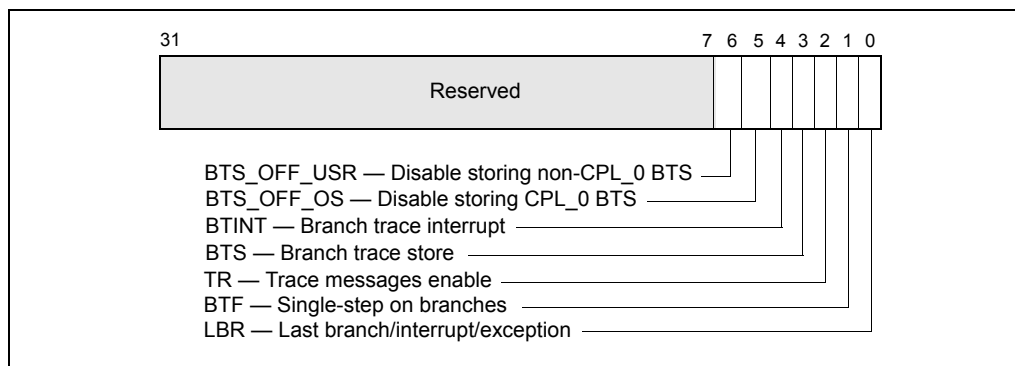 31 7 6 5 4 3 2 1 0
Reserved
BTS_OFF_USR — Disable storing non-CPL_0 BTS
BTS_OFF_OS — Disable storing CPL_0 BTS
BTINT — Branch trace interrupt
BTS — Branch trace store
TR — Trace messages enable
BTF — Single-step on branches
LBR — Last branch/interrupt/exception